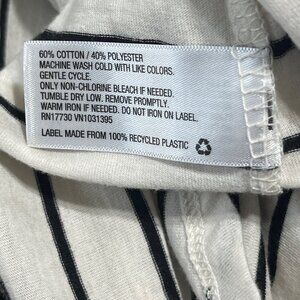 60% COTTON / 40% POLYESTER
MACHINE WASH COLD WITH LIKE COLORS.
GENTLE CYCLE.
ONLY NON-CHLORINE BLEACH IF NEEDED.
TUMBLE DRY LOW. REMOVE PROMPTLY.
WARM IRON IF NEEDED. DO NOT IRON ON LABEL.
RN17730 VN1031395
LABEL MADE FROM 100% RECYCLED PLASTIC